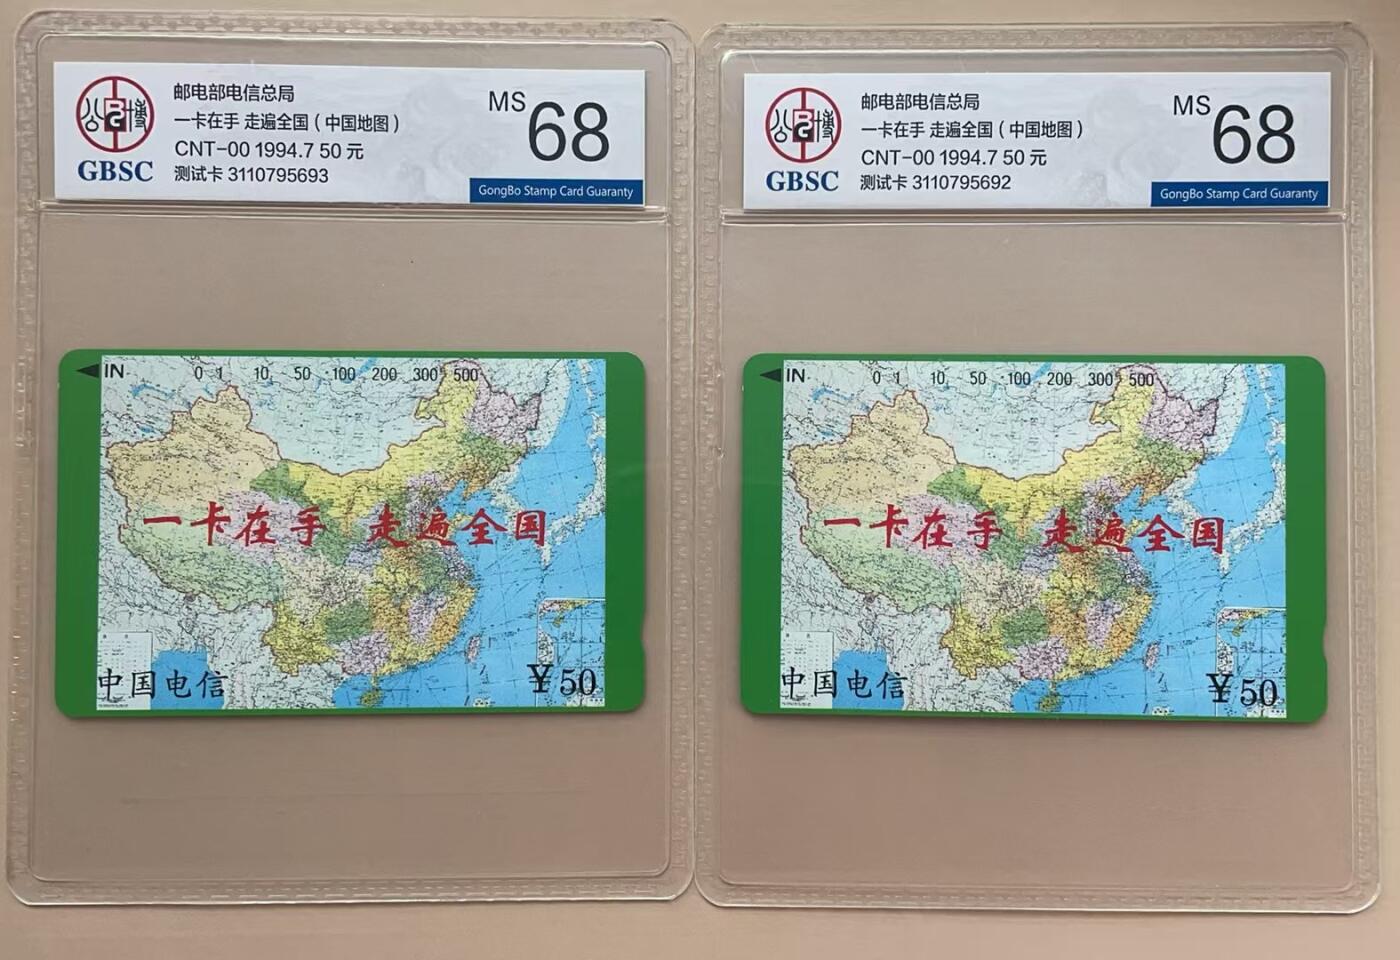 公博
GBSC
邮电部电信总局
一卡在手 走遍全国(中国地图)
CNT-00 1994.7 50 元
测试卡 3110795693
MS 68
GongBo Stamp Card Guaranty
公博
GBSC
邮电部电信总局
一卡在手 走遍全国(中国地图)
CNT-00 1994.7 50 元
测试卡 3110795692
MS 68
GongBo Stamp Card Guaranty
IN 0 1 10 50 100 200 300 500
一卡在手 走遍全国
中国电信 ¥50
IN 0 1 10 50 100 200 300 500
一卡在手 走遍全国
中国电信 ¥50